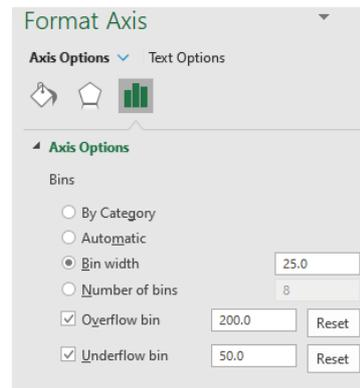 Format Axis
Axis Options Text Options
Axis Options
Bins
By Category
Automatic
Bin width 25.0
Number of bins 8
Overflow bin 200.0 Reset
Underflow bin 50.0 Reset